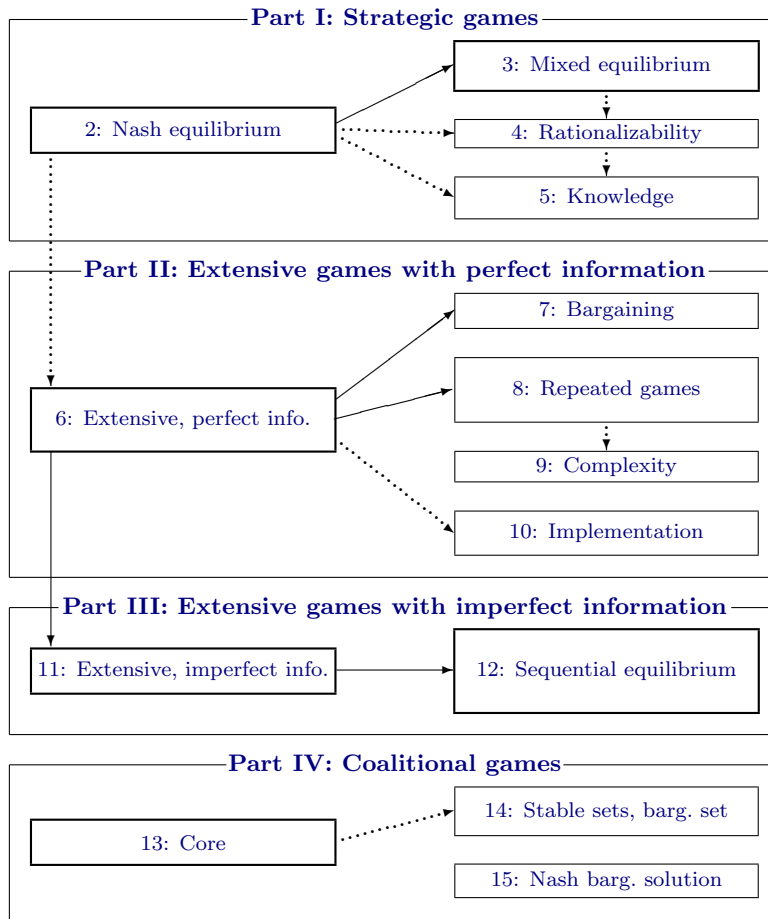 Part I: Strategic games
3: Mixed equilibrium
2: Nash equilibrium
4: Rationalizability
5: Knowledge
Part II: Extensive games with perfect information
7: Bargaining
8: Repeated games
6: Extensive, perfect info.
9: Complexity
10: Implementation
Part III: Extensive games with imperfect information
11: Extensive, imperfect info.
12: Sequential equilibrium
Part IV: Coalitional games
14: Stable sets, barg. set
13: Core
15: Nash barg. solution